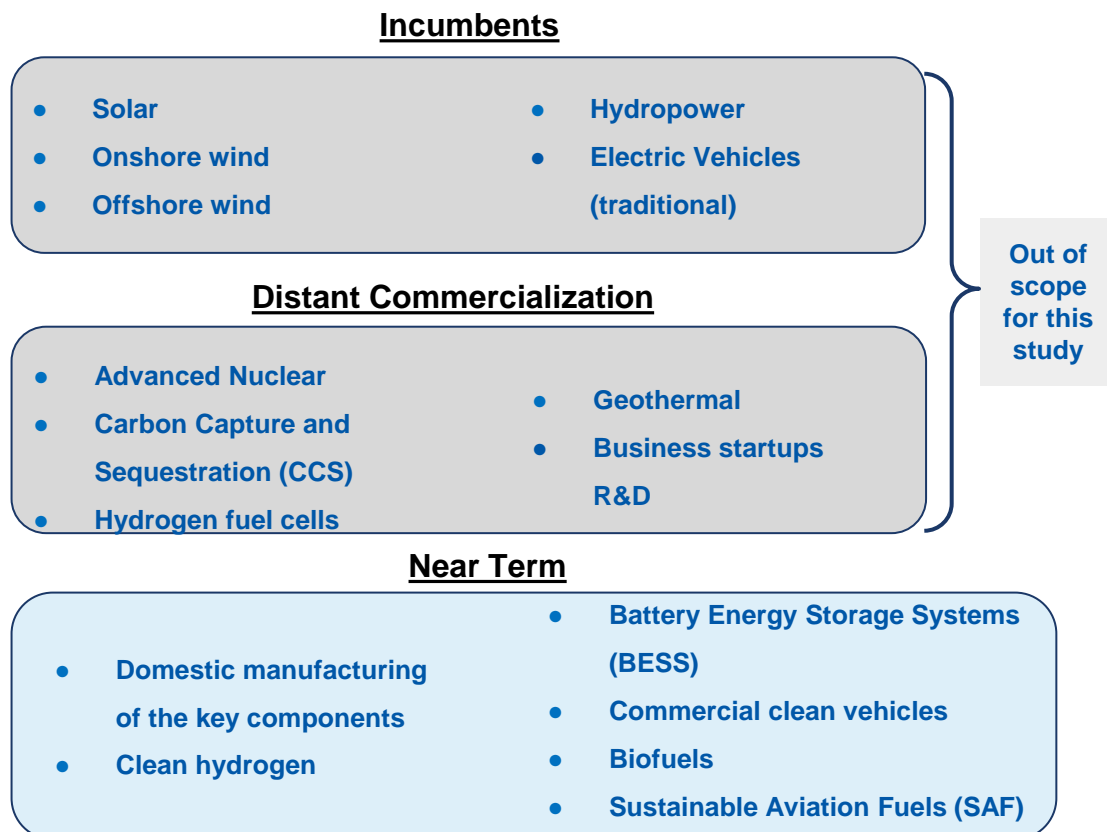 Incumbents
● Solar
● Onshore wind
● Offshore wind
● Hydropower
● Electric Vehicles
(traditional)
Out of
scope
for this
study
Distant Commercialization
● Advanced Nuclear
● Carbon Capture and
Sequestration (CCS)
● Hydrogen fuel cells
● Geothermal
● Business startups
R&D
Near Term
● Domestic manufacturing
of the key components
● Clean hydrogen
● Battery Energy Storage Systems
(BESS)
● Commercial clean vehicles
● Biofuels
● Sustainable Aviation Fuels (SAF)